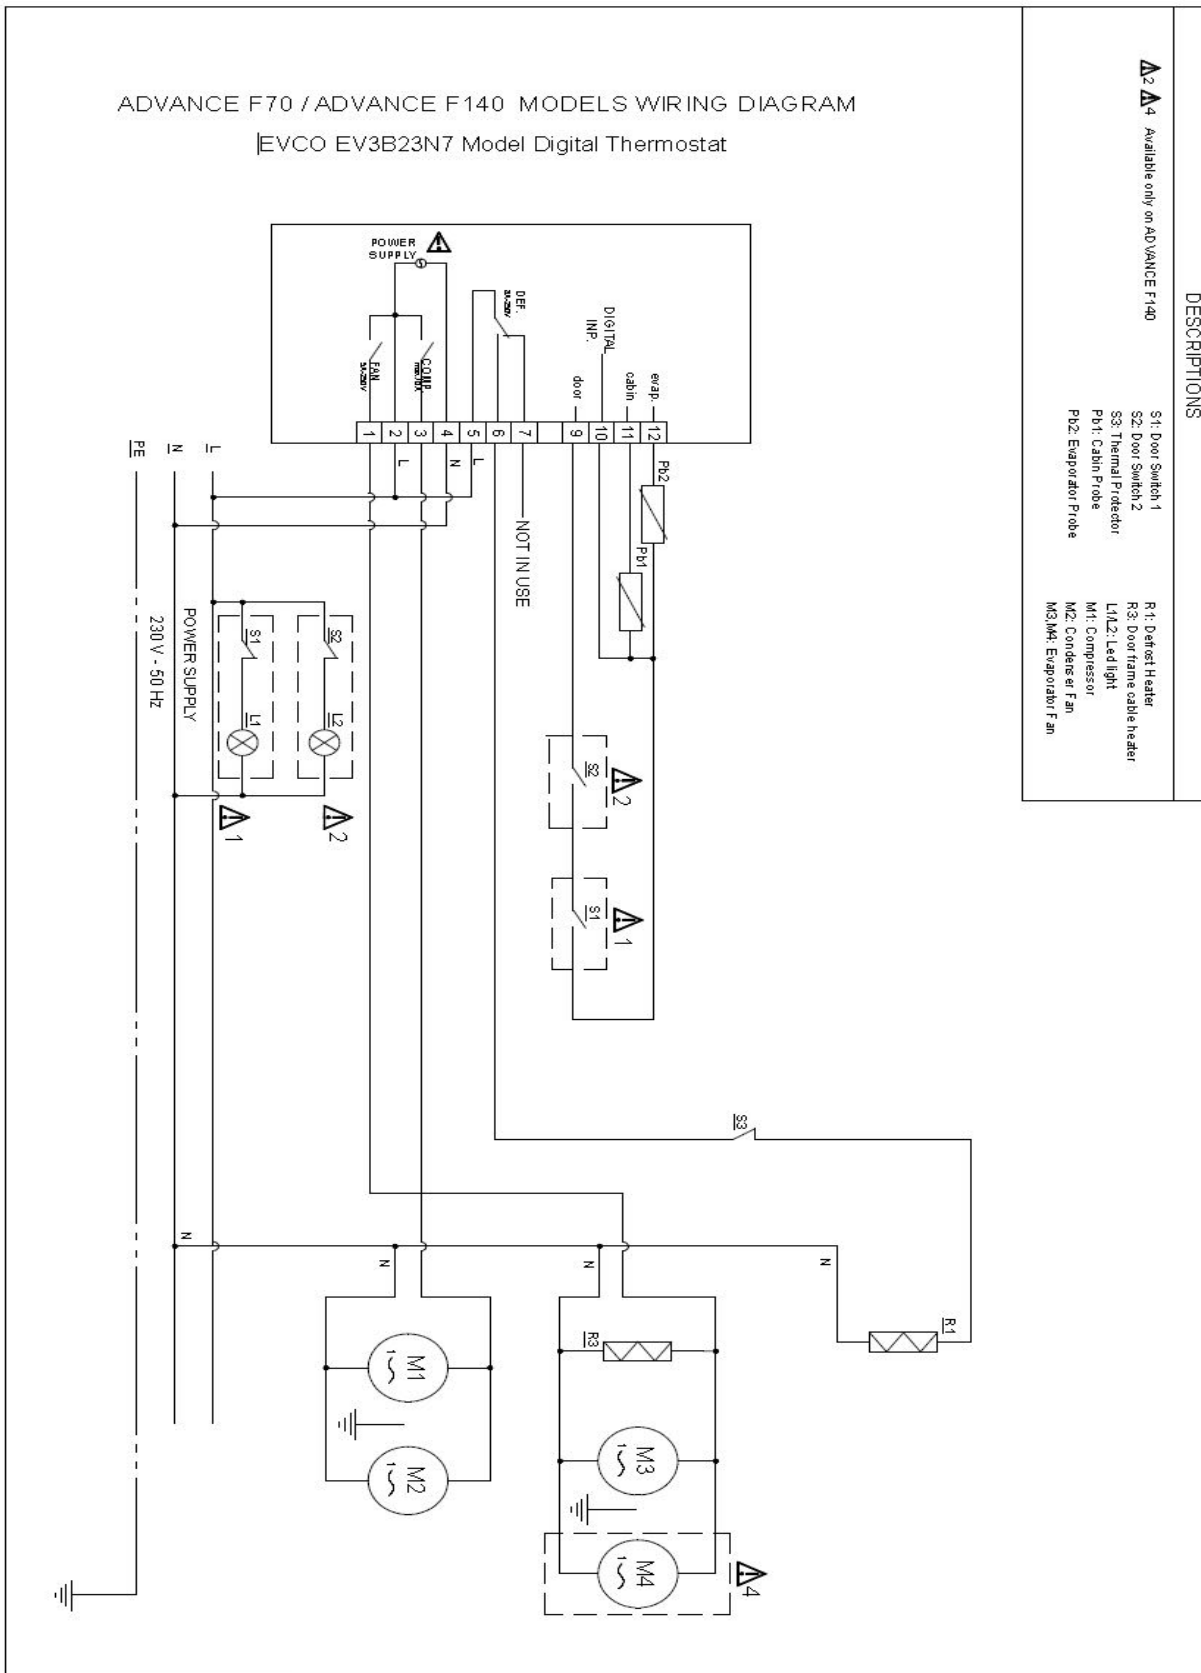 ADVANCE F70 / ADVANCE F140 MODELS WIRING DIAGRAM
EVCO EV3B23N7 Model Digital Thermostat
DESCRIPTIONS
2 4 Available only on ADVANCE F140
S1: Door Switch 1
S2: Door Switch 2
S3: Thermal Protector
Pb1: Cabin Probe
Pb2: Evaporator Probe
R1: Defrost Heater
R3: Door frame cable heater
L1/L2: Led light
M1: Compressor
M2: Condenser Fan
M3,M4: Evaporator Fan
POWER
SUPPLY
FAN
COMP.
DEF.
DIGITAL
INP.
door
cabin
evap.
1 2 3 4 5 6 7 9 10 11 12
L
N
L
NOT IN USE
Pb2
Pb1
PE
N
L
POWER SUPPLY
230 V - 50 Hz
S1
L1
S2
L2
1
2
S2
2
S1
1
S3
N
N
N
N
R1
R3
M1
1
M2
1
M3
1
M4
1
4